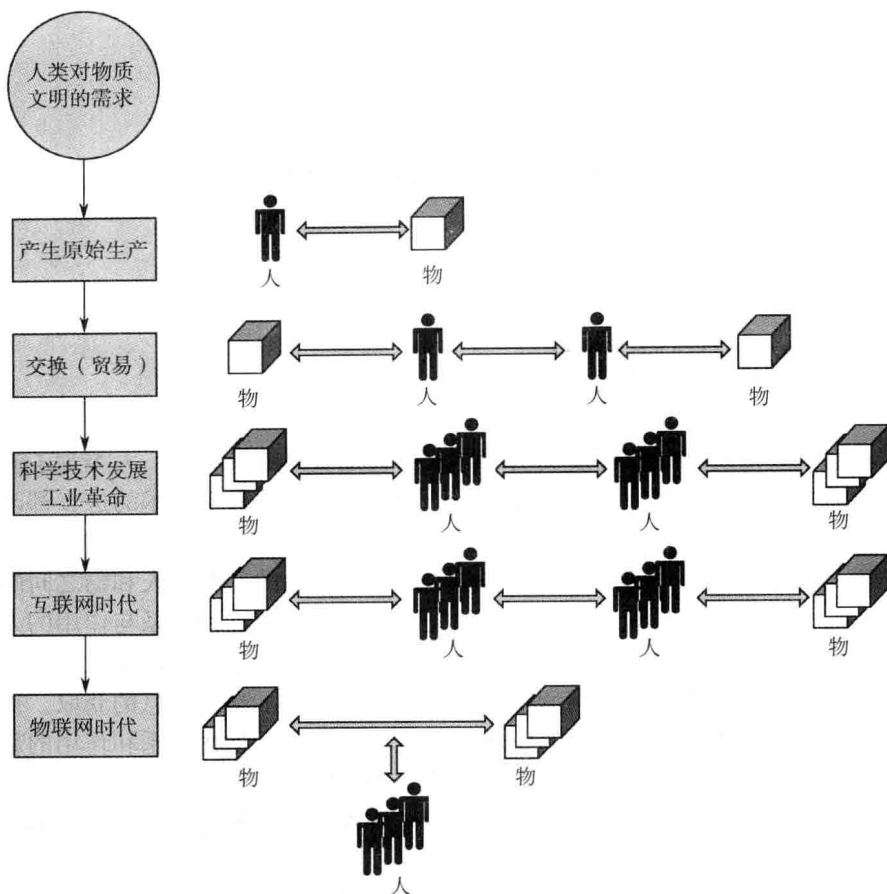 人类对物质
文明的需求
产生原始生产
人
物
交换（贸易）
物
人
人
物
科学技术发展
工业革命
物
人
人
物
互联网时代
物
人
人
物
物联网时代
物
物
人